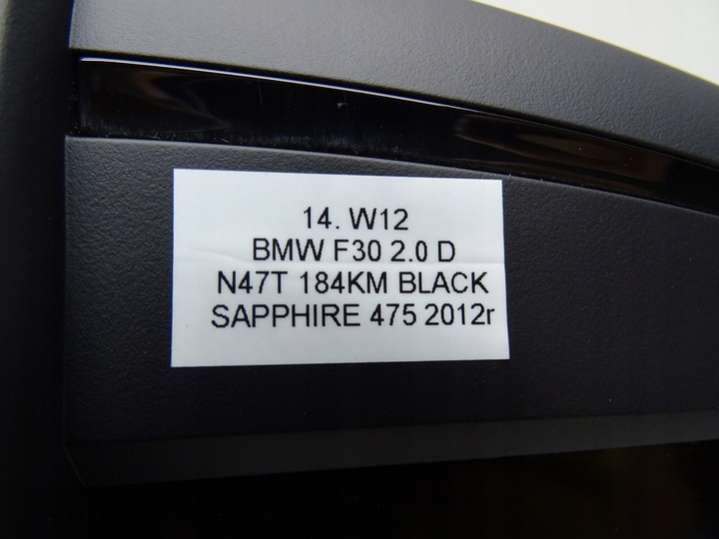 14. W12
BMW F30 2.0 D
N47T 184KM BLACK
SAPPHIRE 475 2012r